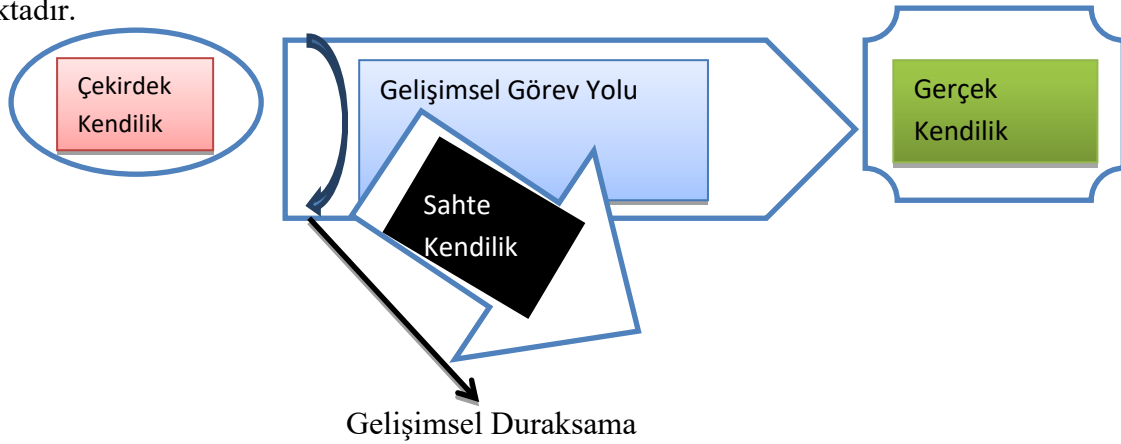 ktadır.
Çekirdek
Kendilik
Gelişimsel Görev Yolu
Gerçek
Kendilik
Sahte
Kendilik
Gelişimsel Duraksama